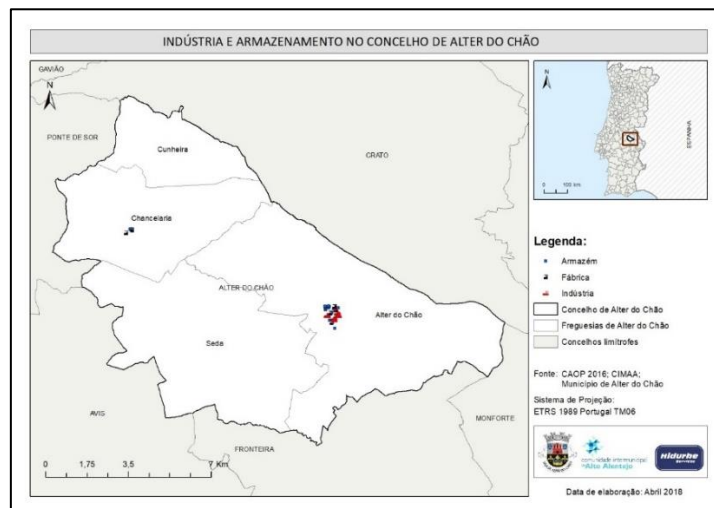 INDÚSTRIA E ARMAZENAMENTO NO CONCELHO DE ALTER DO CHÃO
GAVIÃO
N
PONTE DE SOR
Cunheira
CRATO
Chancelaria
ALTER DO CHÃO
Alter do Chão
Seda
AVIS
MONFORTE
FRONTEIRA
0 1,75 3,5 7 Km
N
ESPANHA
0 100 km
Legenda:
Armazém
Fábrica
Indústria
Concelho de Alter do Chão
Freguesias de Alter do Chão
Concelhos limítrofes
Fonte: CAOP 2016; CIMAA;
Município de Alter do Chão
Sistema de Projeção:
ETRS 1989 Portugal TM06
comunidade intermunicipal
do Alto Alentejo
Hidurbe
Data de elaboração: Abril 2018